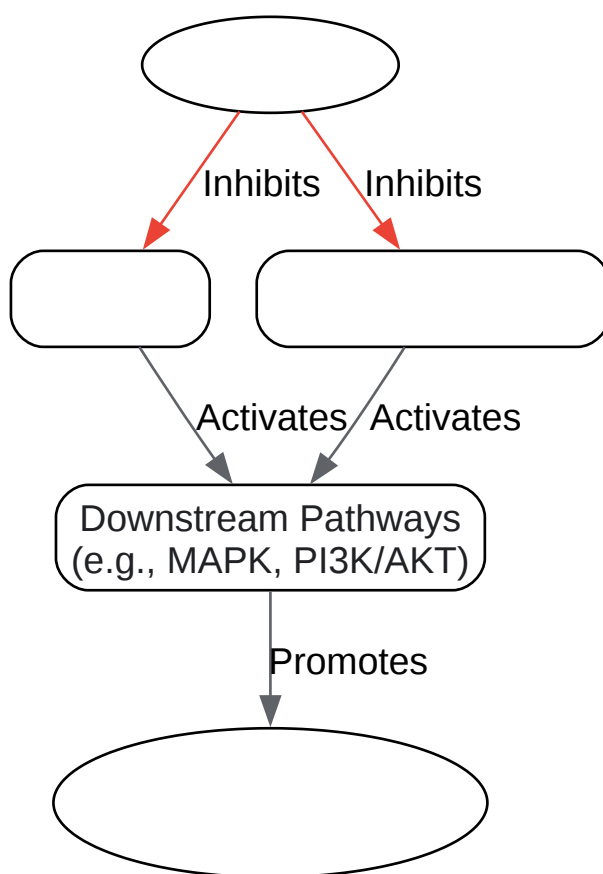 Inhibits
Inhibits
Activates
Activates
Downstream Pathways
(e.g., MAPK, PI3K/AKT)
Promotes